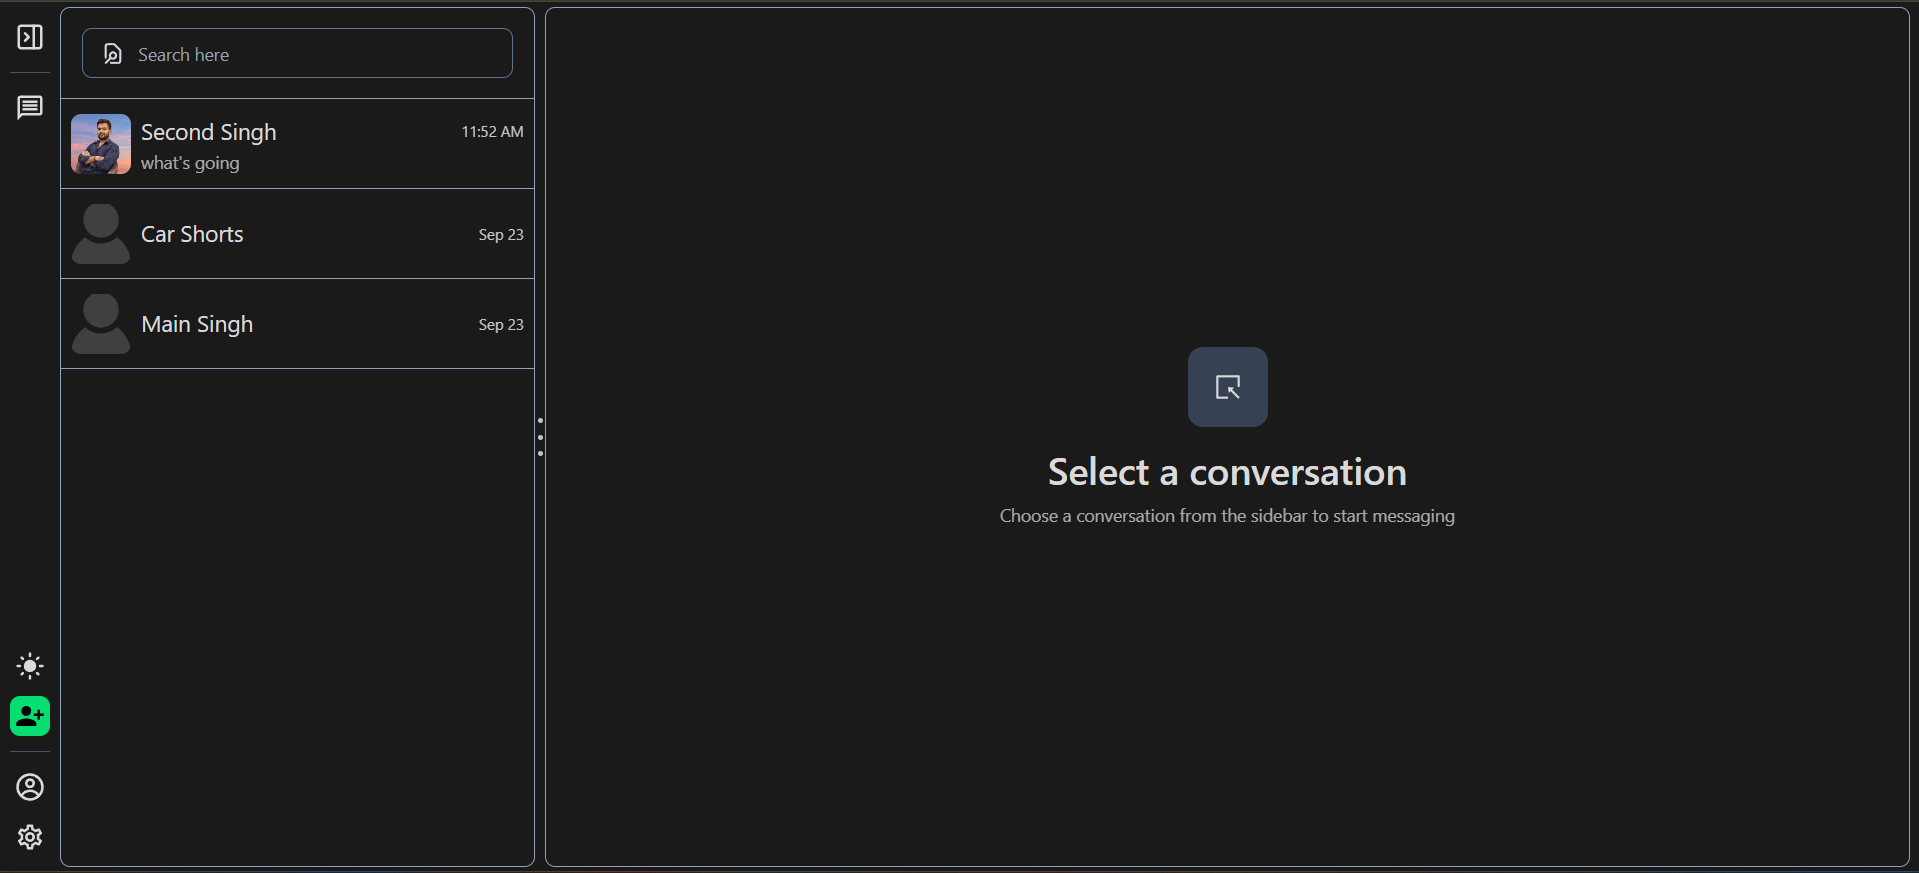 Search here
Second Singh
11:52 AM
what's going
Car Shorts
Sep 23
Main Singh
Sep 23
Select a conversation
Choose a conversation from the sidebar to start messaging